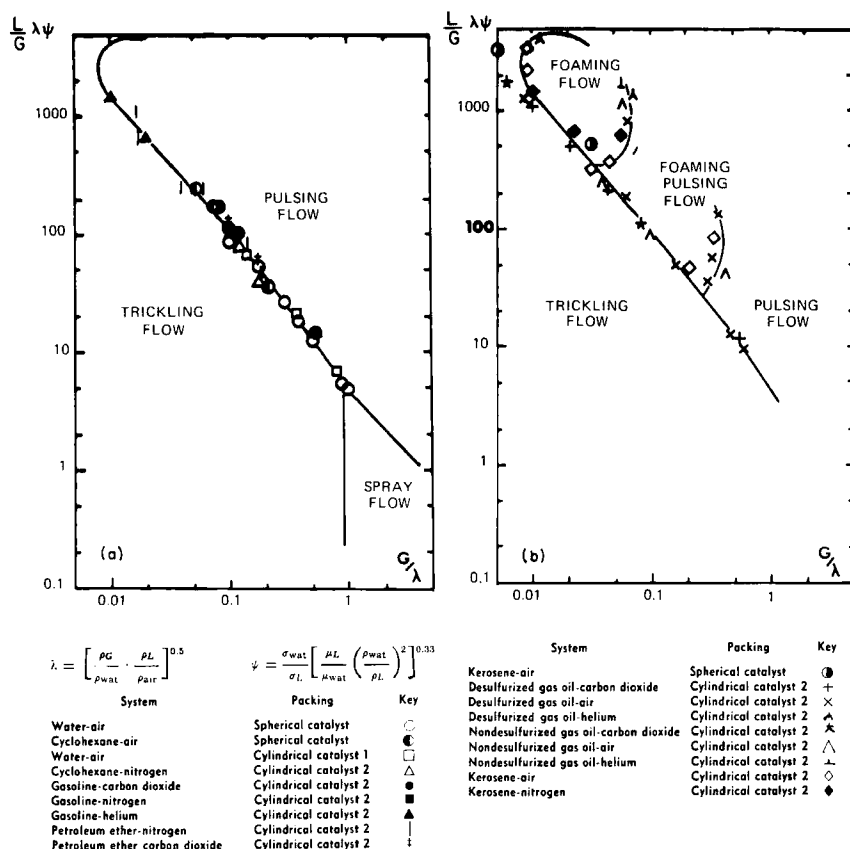 L/G λψ
1000
100
10
1
0.1
0.01
0.1
1
G/λ
PULSING
FLOW
TRICKLING
FLOW
SPRAY
FLOW
(a)
L/G λψ
1000
100
10
1
0.1
0.01
0.1
1
G/λ
FOAMING
FLOW
FOAMING
PULSING
FLOW
TRICKLING
FLOW
PULSING
FLOW
(b)
λ = [ρG/ρwat · ρL/ρair]^0.5
ψ = σwat/σL [μL/μwat (ρwat/ρL)^2]^0.33
System Packing Key
Water-air Spherical catalyst
Cyclohexane-air Spherical catalyst
Water-air Cylindrical catalyst 1
Cyclohexane-nitrogen Cylindrical catalyst 2
Gasoline-carbon dioxide Cylindrical catalyst 2
Gasoline-nitrogen Cylindrical catalyst 2
Gasoline-helium Cylindrical catalyst 2
Petroleum ether-nitrogen Cylindrical catalyst 2
Petroleum ether carbon dioxide Cylindrical catalyst 2
System Packing Key
Kerosene-air Spherical catalyst
Desulfurized gas oil-carbon dioxide Cylindrical catalyst 2
Desulfurized gas oil-air Cylindrical catalyst 2
Desulfurized gas oil-helium Cylindrical catalyst 2
Nondesulfurized gas oil-carbon dioxide Cylindrical catalyst 2
Nondesulfurized gas oil-air Cylindrical catalyst 2
Nondesulfurized gas oil-helium Cylindrical catalyst 2
Kerosene-air Cylindrical catalyst 2
Kerosene-nitrogen Cylindrical catalyst 2